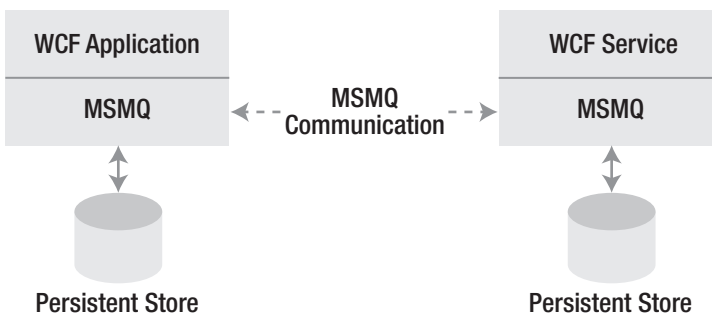 WCF Application
WCF Service
MSMQ
MSMQ
Communication
MSMQ
Persistent Store
Persistent Store